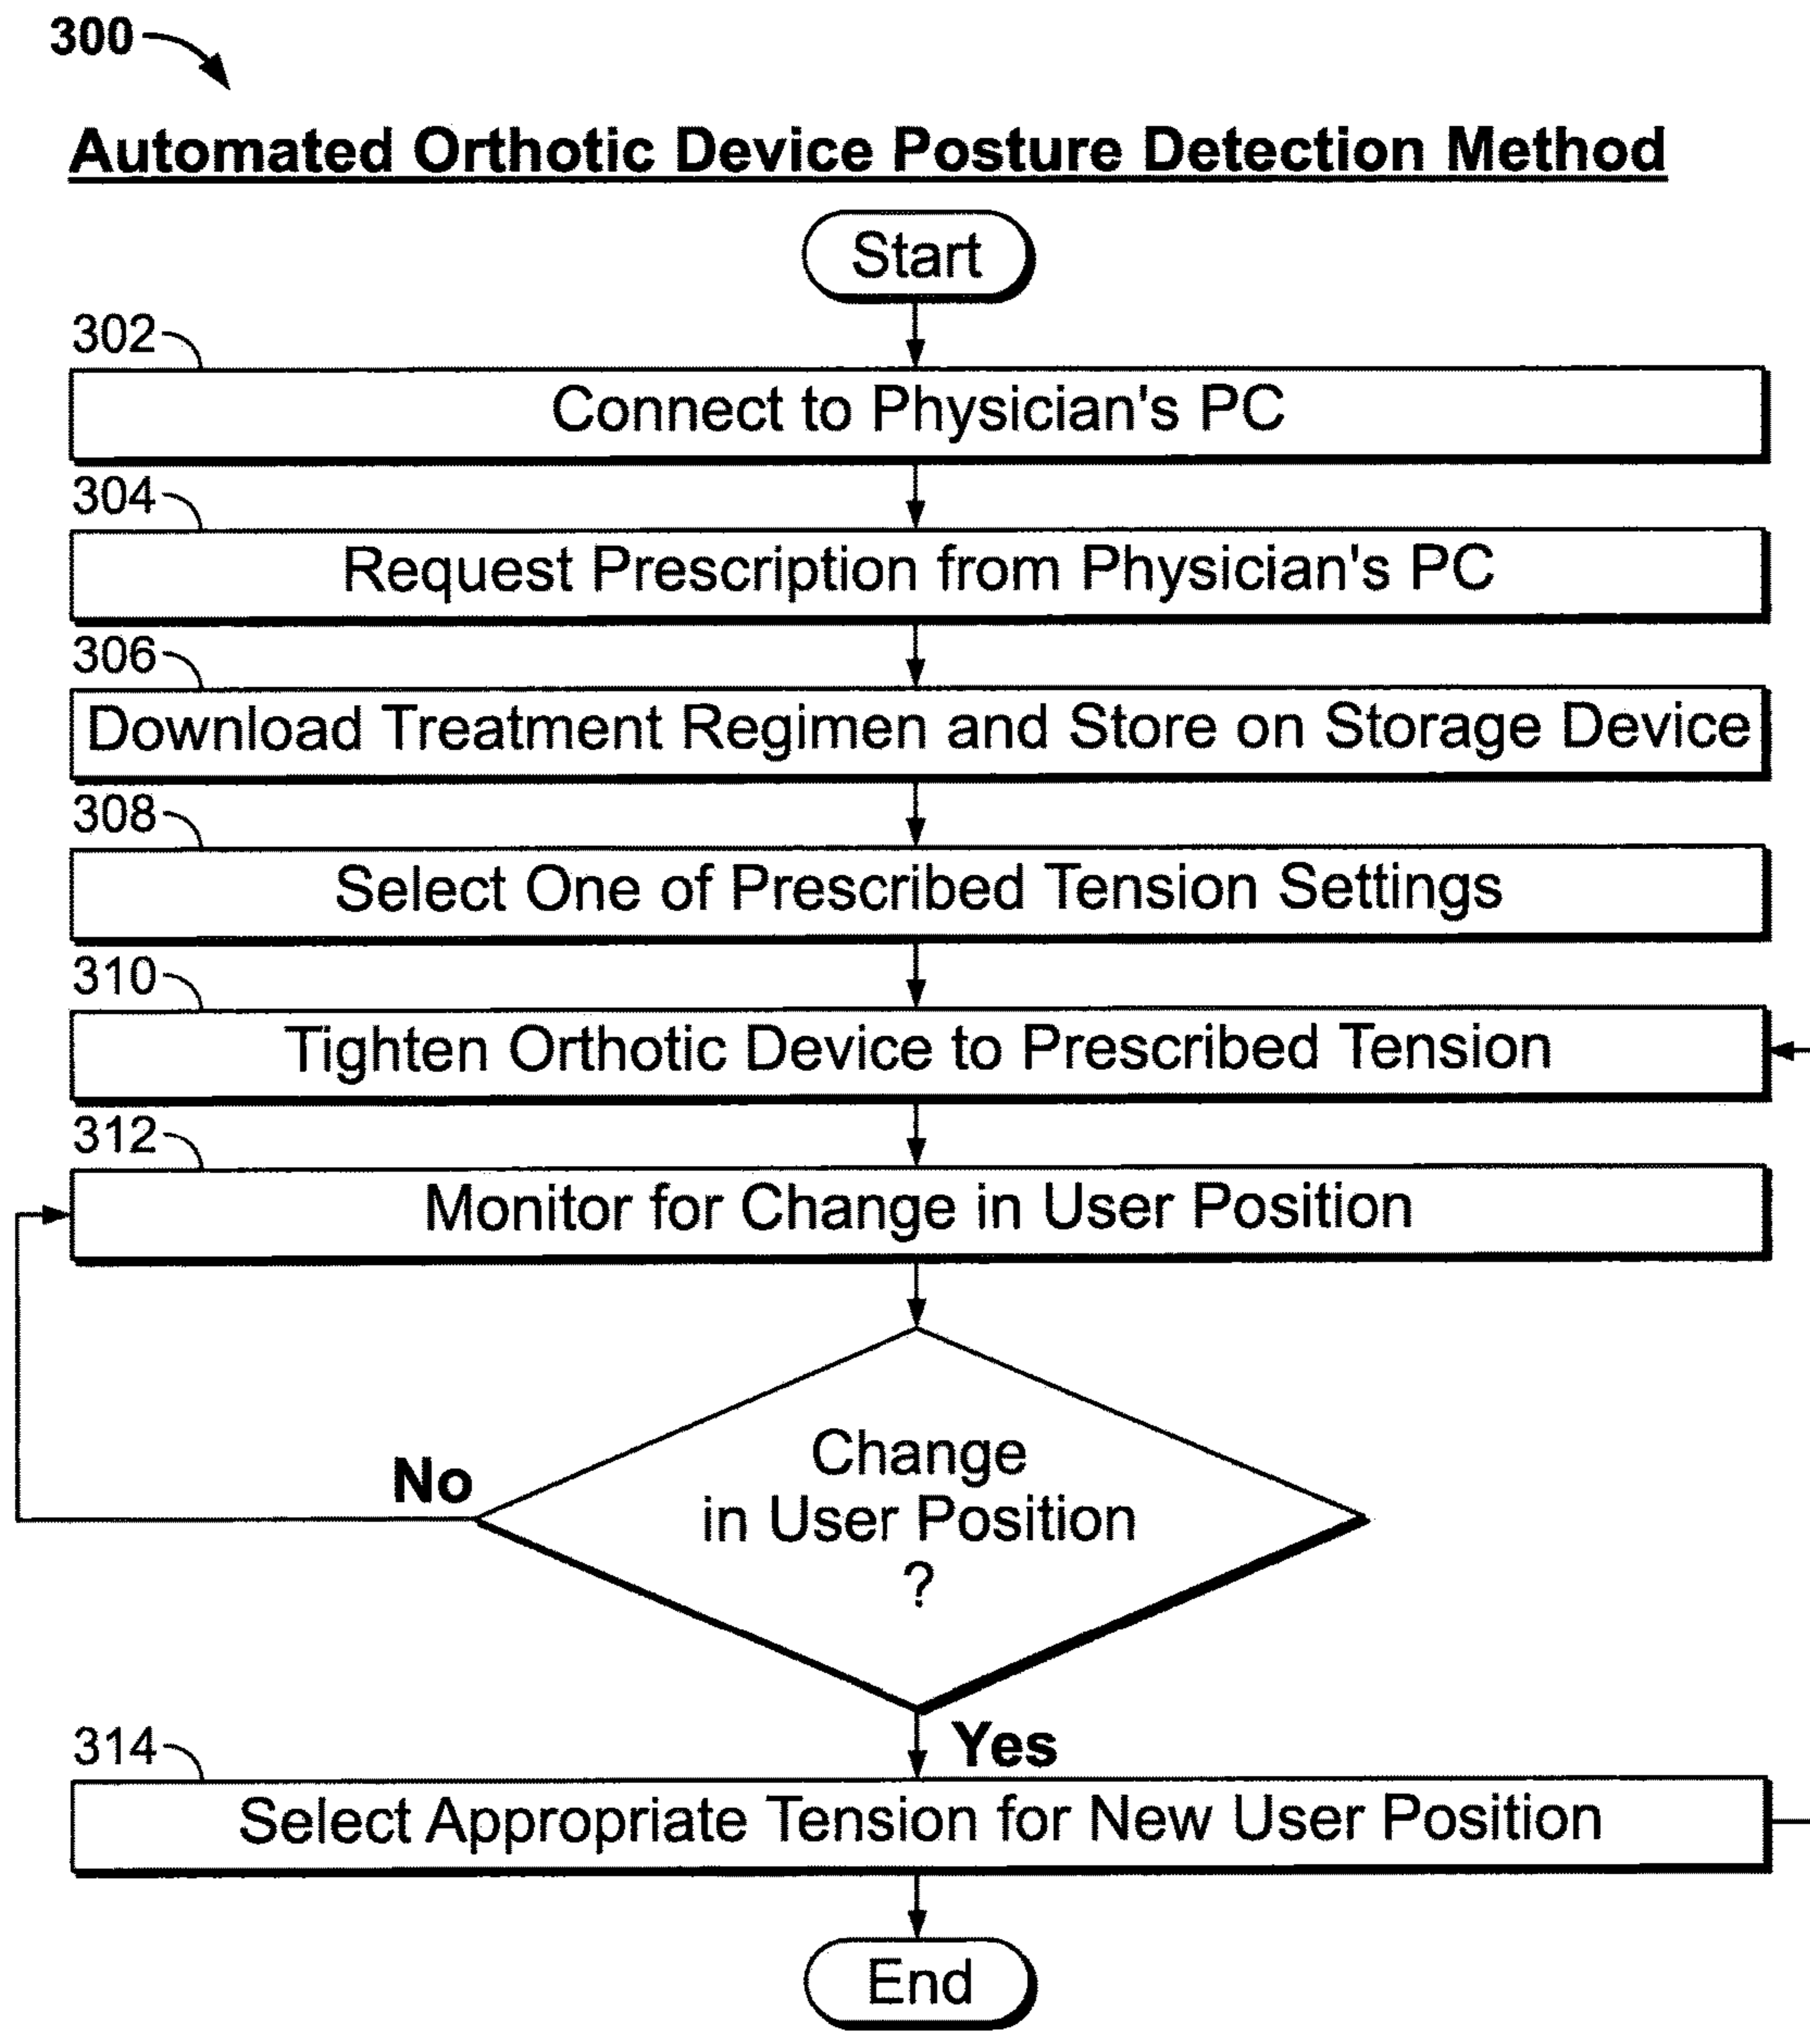 300
Automated Orthotic Device Posture Detection Method
Start
302
Connect to Physician's PC
304
Request Prescription from Physician's PC
306
Download Treatment Regimen and Store on Storage Device
308
Select One of Prescribed Tension Settings
310
Tighten Orthotic Device to Prescribed Tension
312
Monitor for Change in User Position
Change
in User Position
?
No
Yes
314
Select Appropriate Tension for New User Position
End